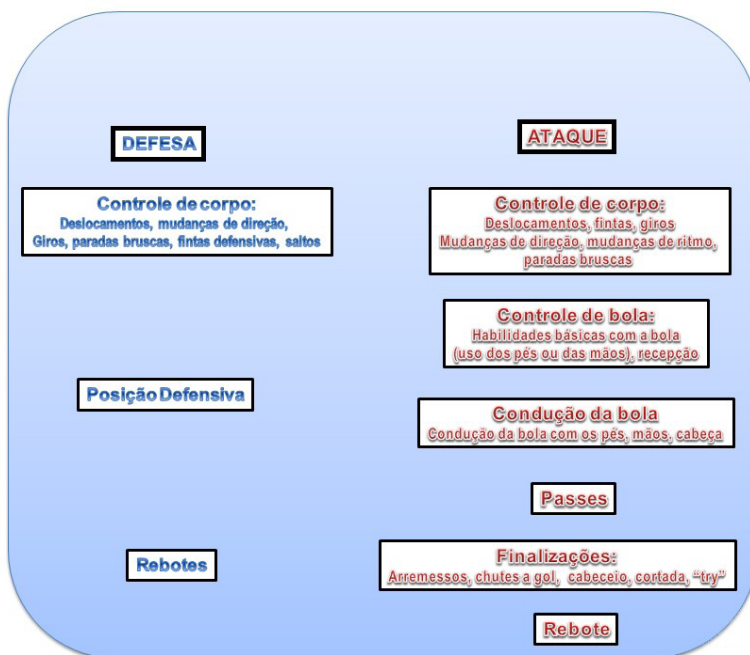 DEFESA
Controle de corpo:
Deslocamentos, mudanças de direção,
Giros, paradas bruscas, fintas defensivas, saltos
Posição Defensiva
Rebotes
ATAQUE
Controle de corpo:
Deslocamentos, fintas, giros
Mudanças de direção, mudanças de ritmo,
paradas bruscas
Controle de bola:
Habilidades básicas com a bola
(uso dos pés ou das mãos), recepção
Condução da bola
Condução da bola com os pés, mãos, cabeça
Passes
Finalizações:
Arremessos, chutes a gol, cabeceio, cortada, “try”
Rebote